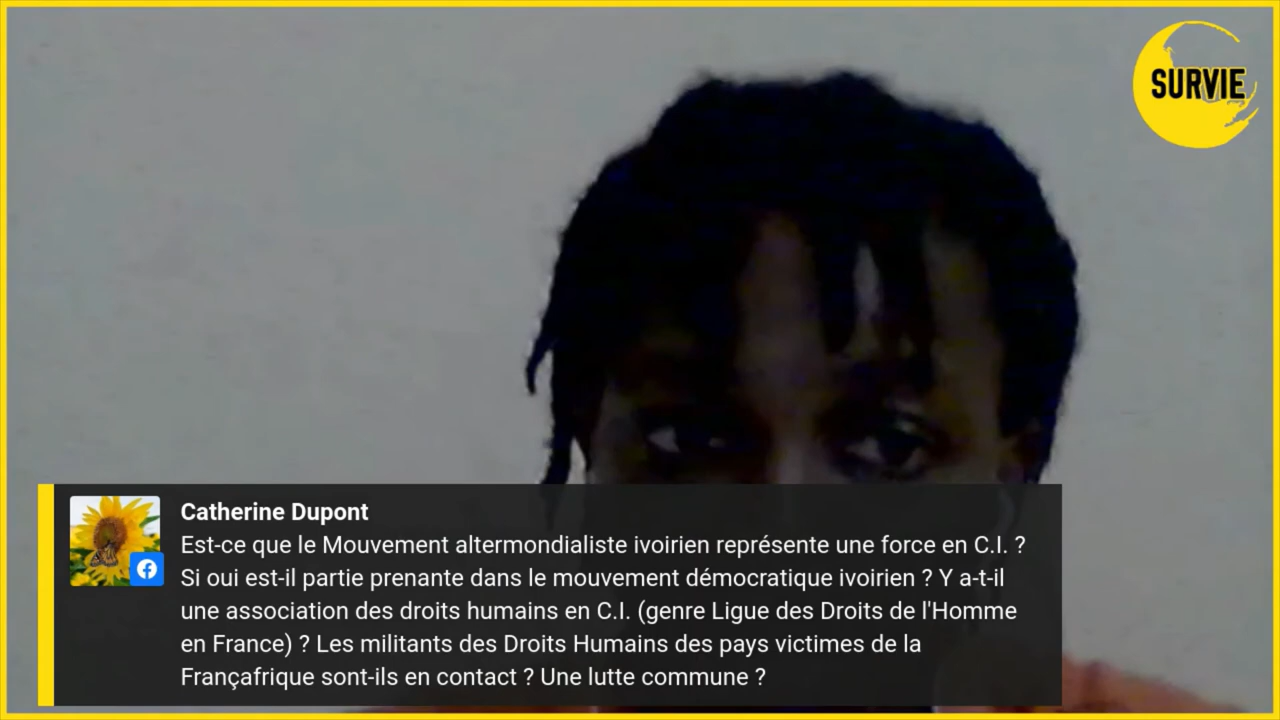 SURVIE
Catherine Dupont
Est-ce que le Mouvement altermondialiste ivoirien représente une force en C.I. ?
Si oui est-il partie prenante dans le mouvement démocratique ivoirien ? Y a-t-il
une association des droits humains en C.I. (genre Ligue des Droits de l'Homme
en France) ? Les militants des Droits Humains des pays victimes de la
Françafrique sont-ils en contact ? Une lutte commune ?